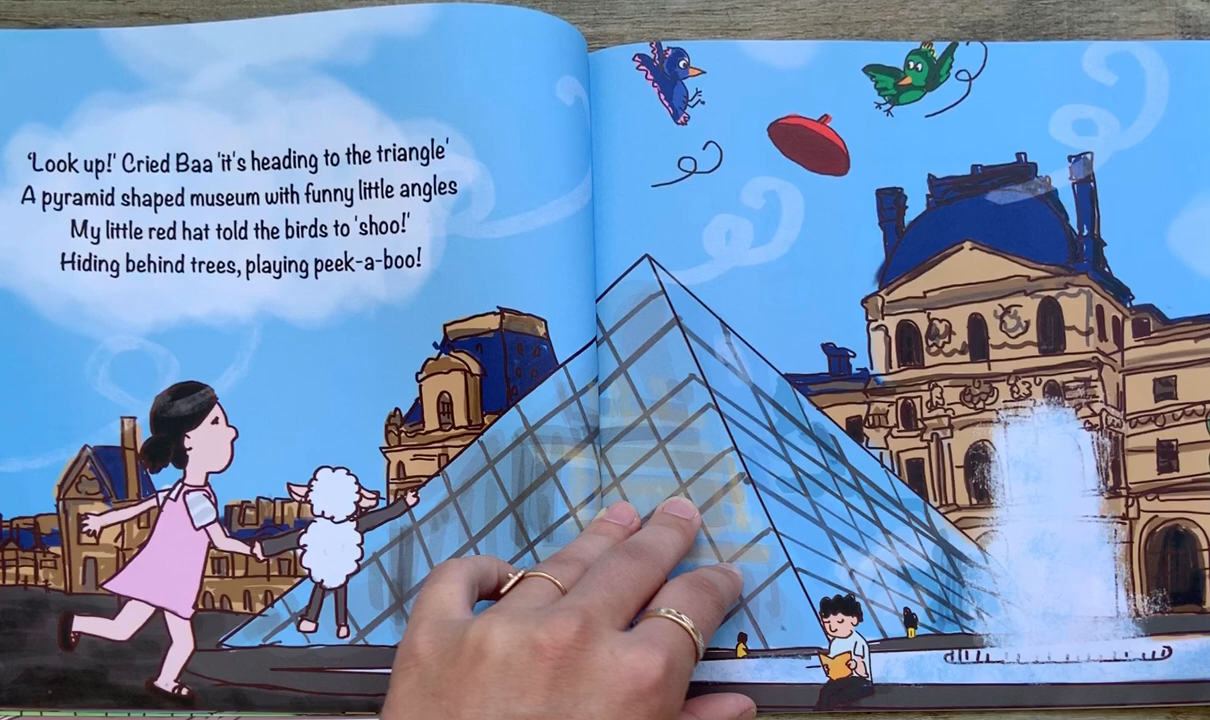 'Look up!' Cried Baa 'it's heading to the triangle'
A pyramid shaped museum with funny little angles
My little red hat told the birds to 'shoo!'
Hiding behind trees, playing peek-a-boo!